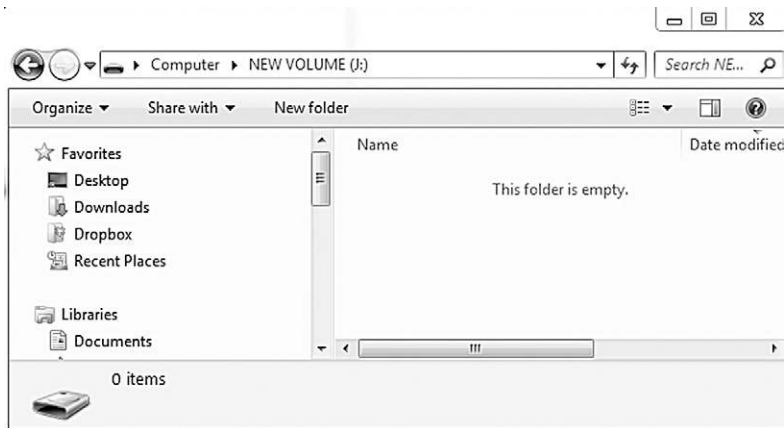 Computer ▸ NEW VOLUME (J:)
Search NE...
Organize ▾ Share with ▾ New folder
Name
Date modified
This folder is empty.
Favorites
Desktop
Downloads
Dropbox
Recent Places
Libraries
Documents
0 items